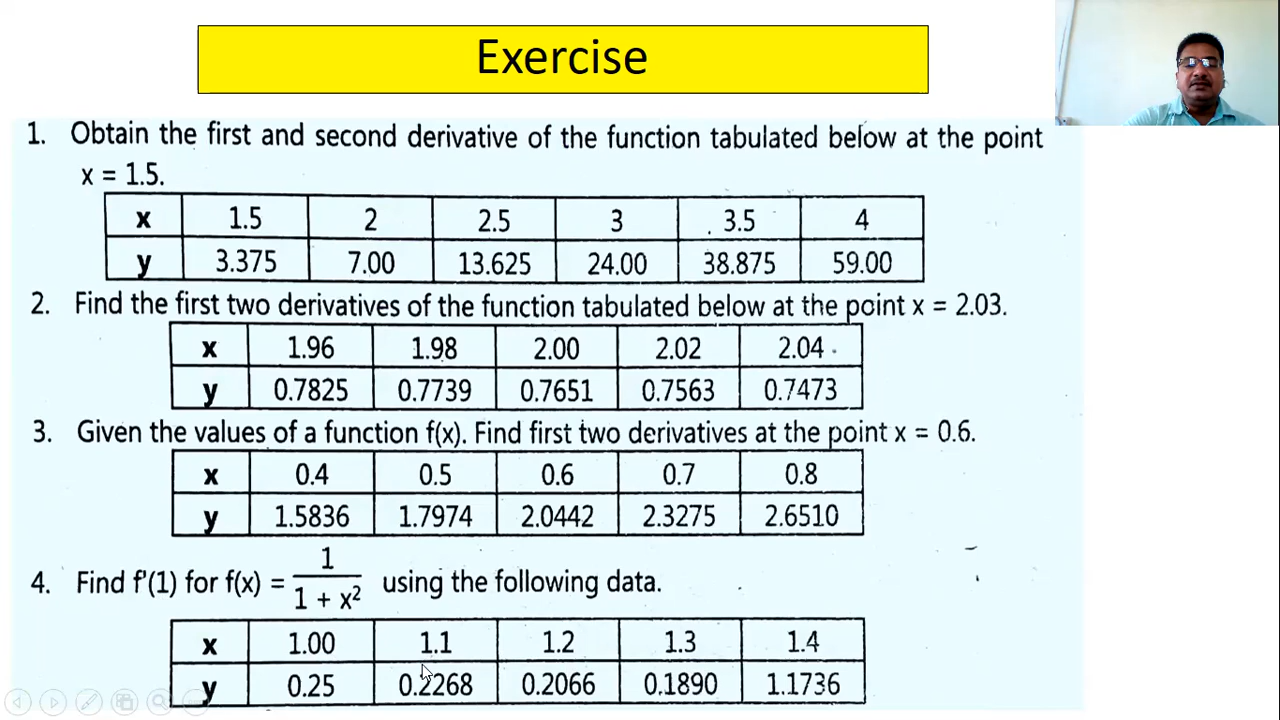 Exercise
1. Obtain the first and second derivative of the function tabulated below at the point
x = 1.5.
x 1.5 2 2.5 3 3.5 4
y 3.375 7.00 13.625 24.00 38.875 59.00
2. Find the first two derivatives of the function tabulated below at the point x = 2.03.
x 1.96 1.98 2.00 2.02 2.04
y 0.7825 0.7739 0.7651 0.7563 0.7473
3. Given the values of a function f(x). Find first two derivatives at the point x = 0.6.
x 0.4 0.5 0.6 0.7 0.8
y 1.5836 1.7974 2.0442 2.3275 2.6510
4. Find f'(1) for f(x) = 1 / 1 + x² using the following data.
x 1.00 1.1 1.2 1.3 1.4
y 0.25 0.2268 0.2066 0.1890 1.1736